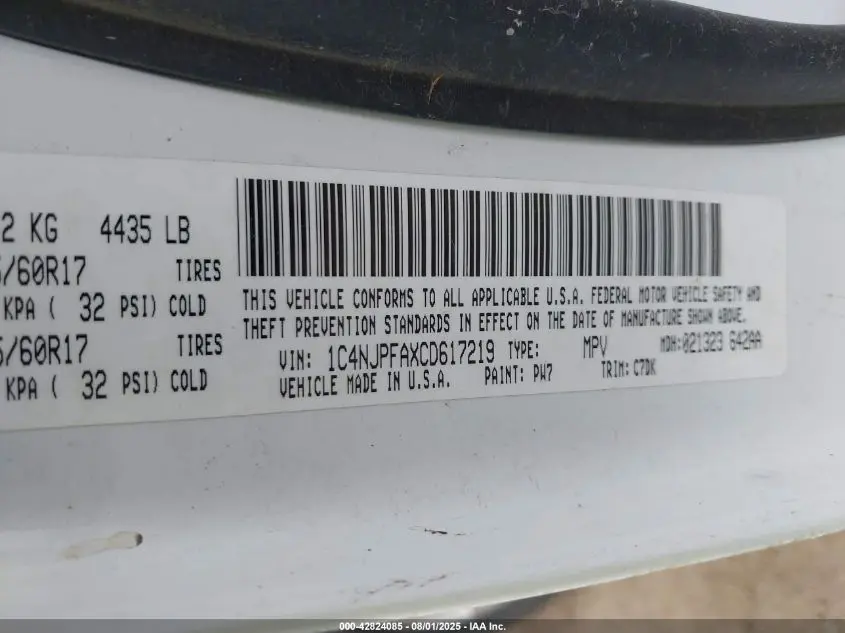 2 KG 4435 LB
/60R17 TIRES
KPA ( 32 PSI) COLD
/60R17 TIRES
KPA ( 32 PSI) COLD
THIS VEHICLE CONFORMS TO ALL APPLICABLE U.S.A. FEDERAL MOTOR VEHICLE SAFETY AND
THEFT PREVENTION STANDARDS IN EFFECT ON THE DATE OF MANUFACTURE SHOWN ABOVE.
VIN: 1C4NJPFAXCD617219 TYPE: MPV MDH:021323 642AA
VEHICLE MADE IN U.S.A. PAINT: PW7 TRIM: C7DK
000-42824085 - 08/01/2025 - IAA Inc.